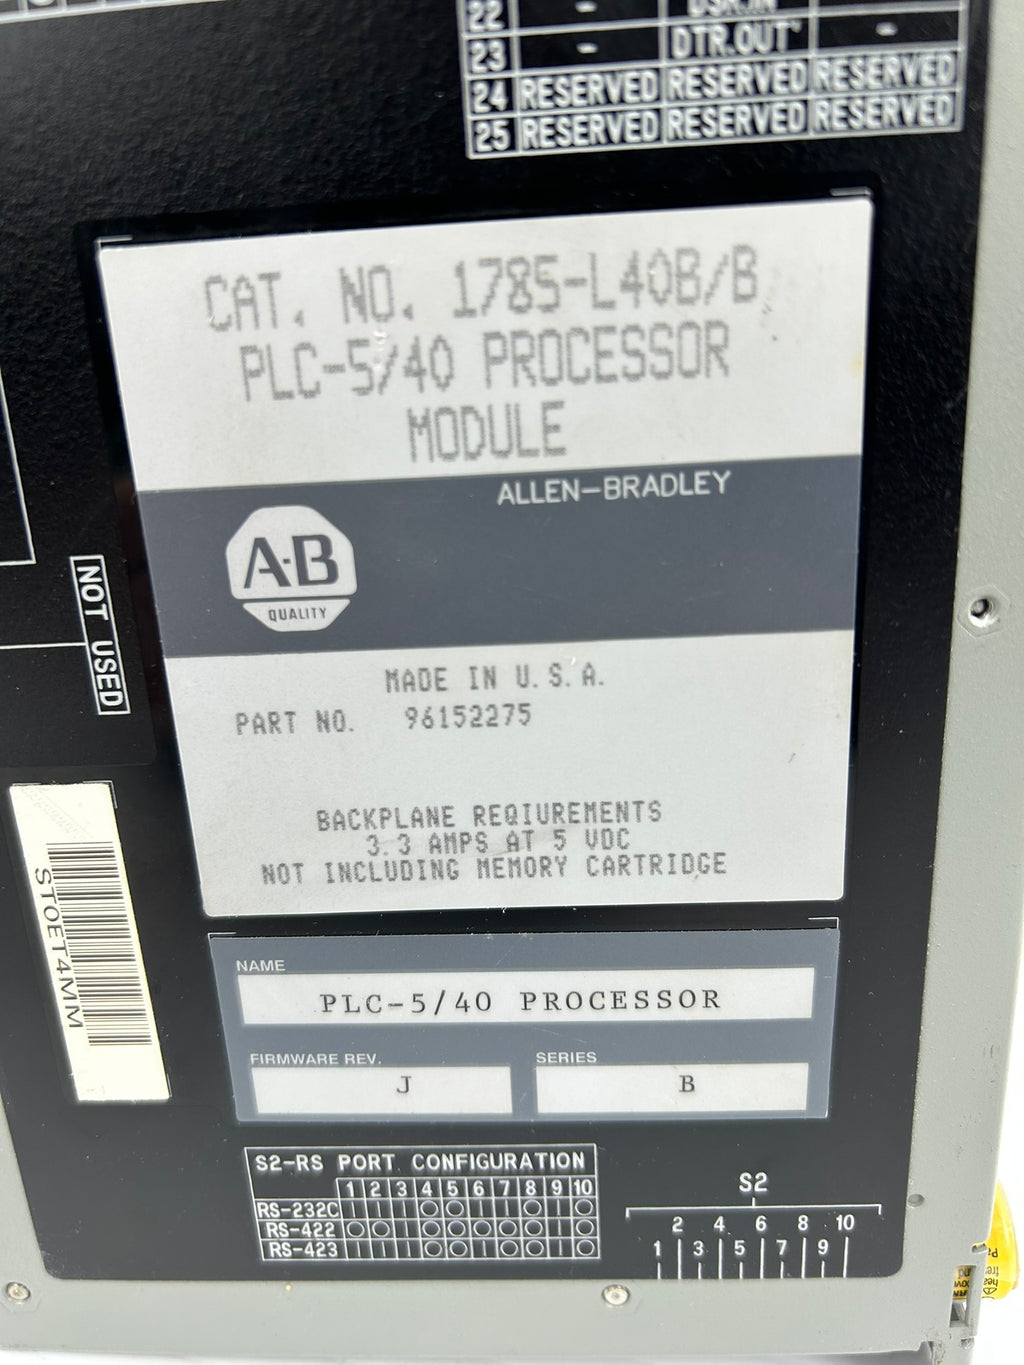 22 - DSR.IN
23 - DTR.OUT -
24 RESERVED RESERVED RESERVED
25 RESERVED RESERVED RESERVED
CAT. NO. 1785-L40B/B
PLC-5/40 PROCESSOR
MODULE
ALLEN-BRADLEY
A-B
QUALITY
NOT USED
MADE IN U.S.A.
PART NO. 96152275
BACKPLANE REQIUREMENTS
3.3 AMPS AT 5 VDC
NOT INCLUDING MEMORY CARTRIDGE
STOET4MM
NAME
PLC-5/40 PROCESSOR
FIRMWARE REV. SERIES
J B
S2-RS PORT CONFIGURATION
1 2 3 4 5 6 7 8 9 10
RS-232C | | | O O | | O | O
RS-422 O O | O O O O O | O
RS-423 | | | O O | O O | O
S2
2 4 6 8 10
1 3 5 7 9